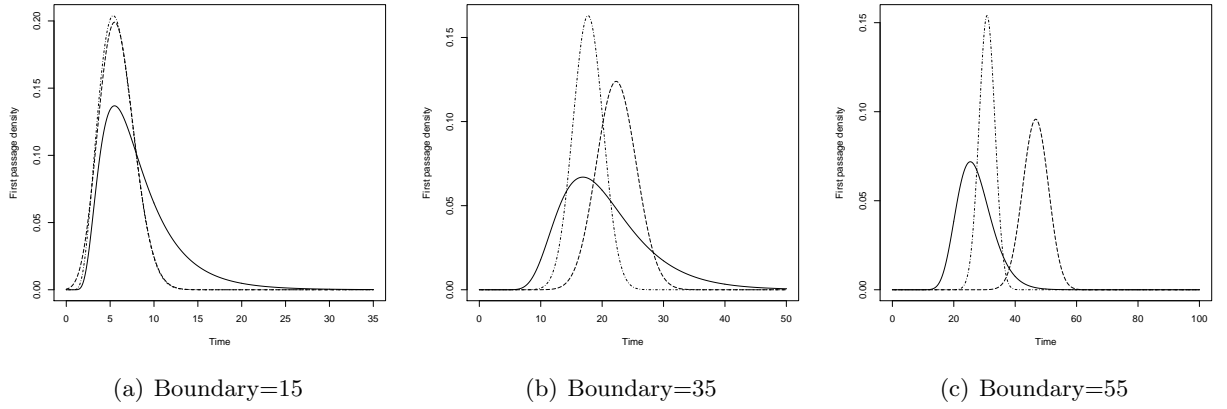 0.20
0.15
0.10
0.05
0.00
First passage density
0 5 10 15 20 25 30 35
Time
(a) Boundary=15
0.15
0.10
0.05
0.00
First passage density
0 10 20 30 40 50
Time
(b) Boundary=35
0.15
0.10
0.05
0.00
First passage density
0 20 40 60 80 100
Time
(c) Boundary=55